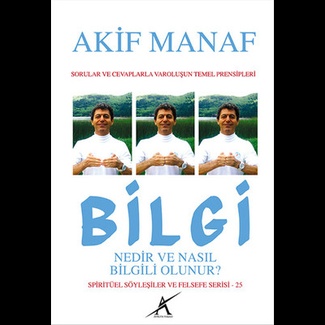 AKİF MANAF
SORULAR VE CEVAPLARLA VAROLUŞUN TEMEL PRENSİPLERİ
BİLGİ
NEDİR VE NASIL
BİLGİLİ OLUNUR?
SPİRİTÜEL SÖYLEŞİLER VE FELSEFE SERİSİ - 25